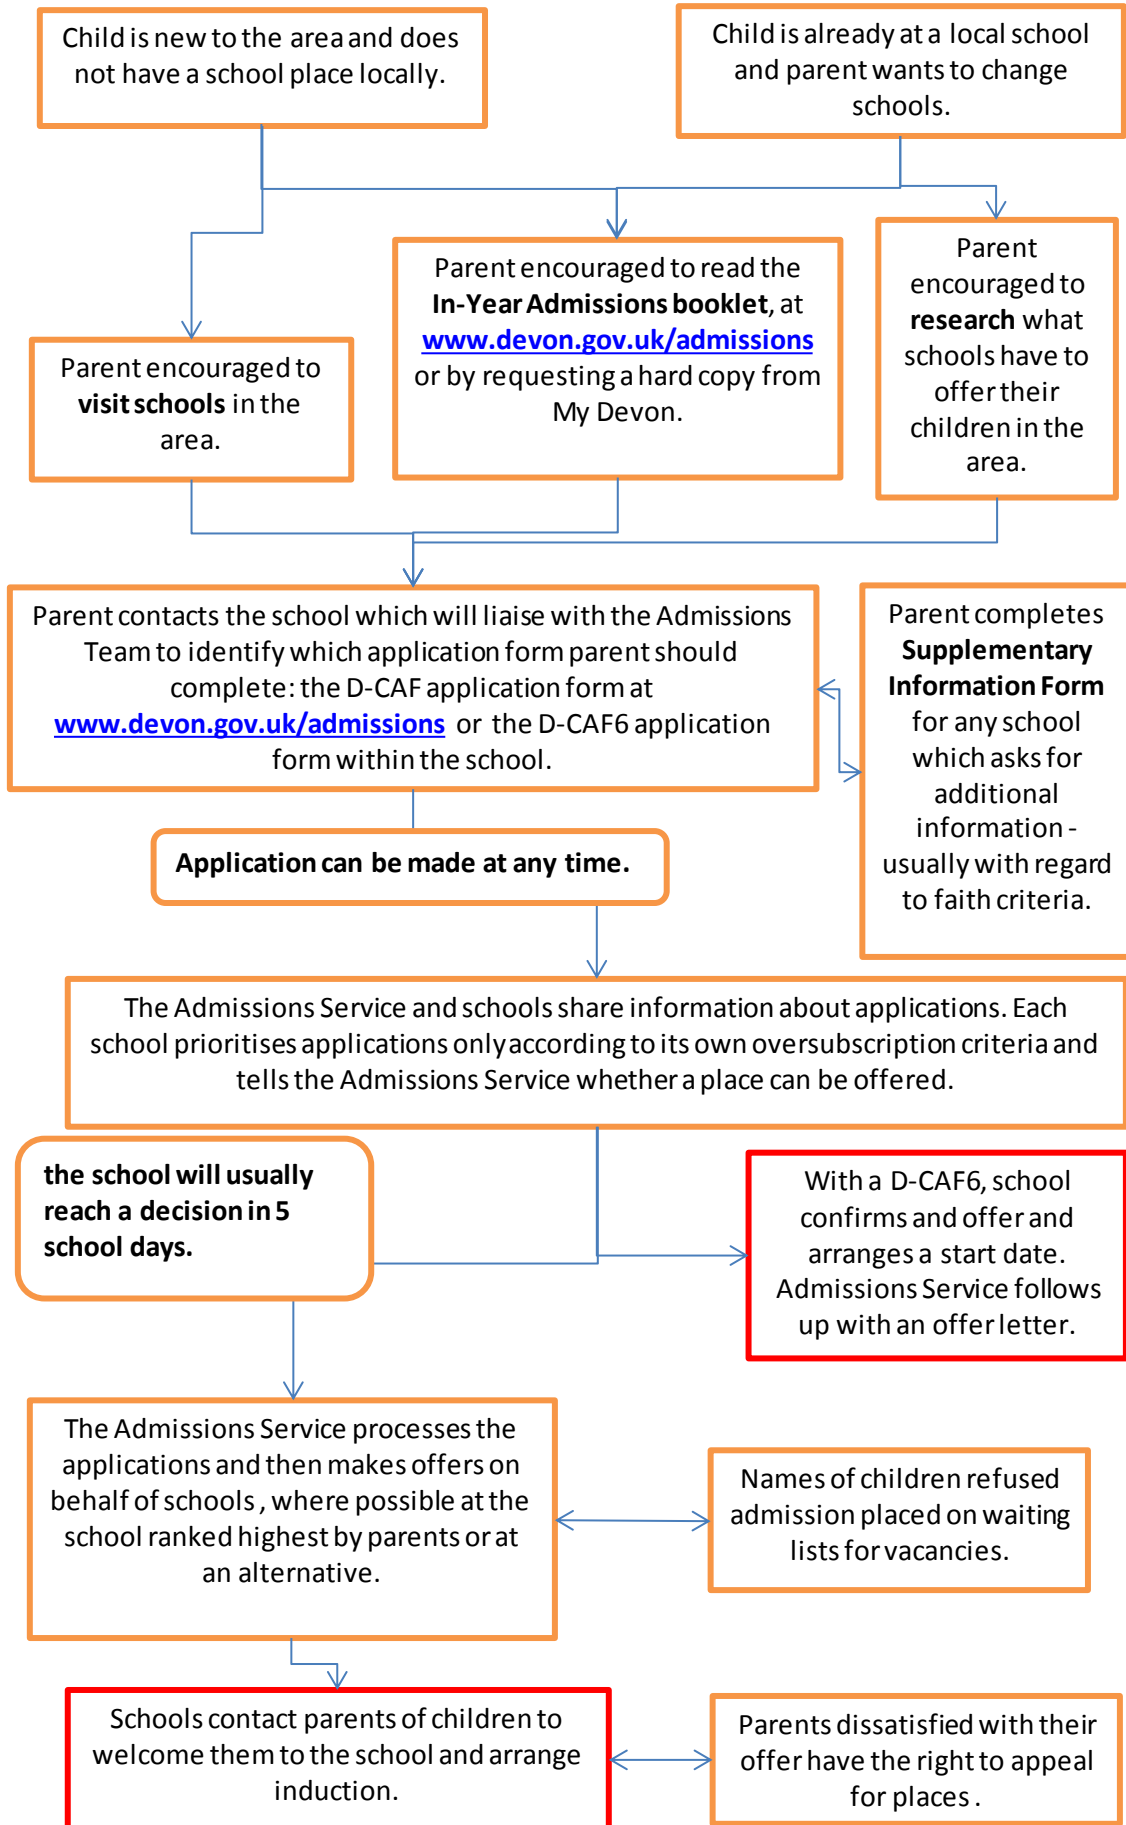 Child is new to the area and does
not have a school place locally.
Child is already at a local school
and parent wants to change
schools.
Parent encouraged to
visit schools in the
area.
Parent encouraged to read the
In-Year Admissions booklet, at
www.devon.gov.uk/admissions
or by requesting a hard copy from
My Devon.
Parent
encouraged to
research what
schools have to
offer their
children in the
area.
Parent contacts the school which will liaise with the Admissions
Team to identify which application form parent should
complete: the D-CAF application form at
www.devon.gov.uk/admissions or the D-CAF6 application
form within the school.
Parent completes
Supplementary
Information Form
for any school
which asks for
additional
information -
usually with regard
to faith criteria.
Application can be made at any time.
The Admissions Service and schools share information about applications. Each
school prioritises applications only according to its own oversubscription criteria and
tells the Admissions Service whether a place can be offered.
the school will usually
reach a decision in 5
school days.
With a D-CAF6, school
confirms and offer and
arranges a start date.
Admissions Service follows
up with an offer letter.
The Admissions Service processes the
applications and then makes offers on
behalf of schools , where possible at the
school ranked highest by parents or at
an alternative.
Names of children refused
admission placed on waiting
lists for vacancies.
Schools contact parents of children to
welcome them to the school and arrange
induction.
Parents dissatisfied with their
offer have the right to appeal
for places .